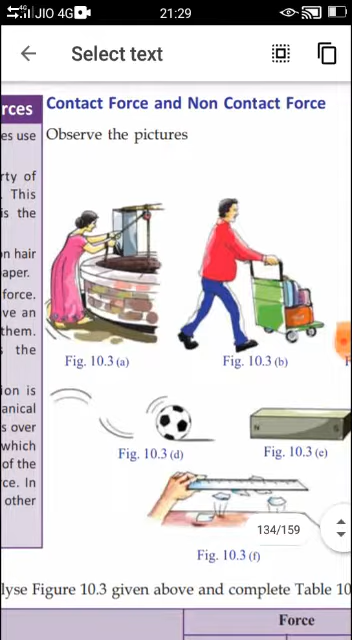 4G JIO 4G 21:29
Select text
rces
es use
rty of
. This
is the
n hair
aper.
force.
ve an
them.
the
ion is
anical
s over
which
of the
ce. In
other
Contact Force and Non Contact Force
Observe the pictures
Fig. 10.3 (a)
Fig. 10.3 (b)
F
Fig. 10.3 (d)
N S
Fig. 10.3 (e)
134/159
Fig. 10.3 (f)
lyse Figure 10.3 given above and complete Table 10
Force